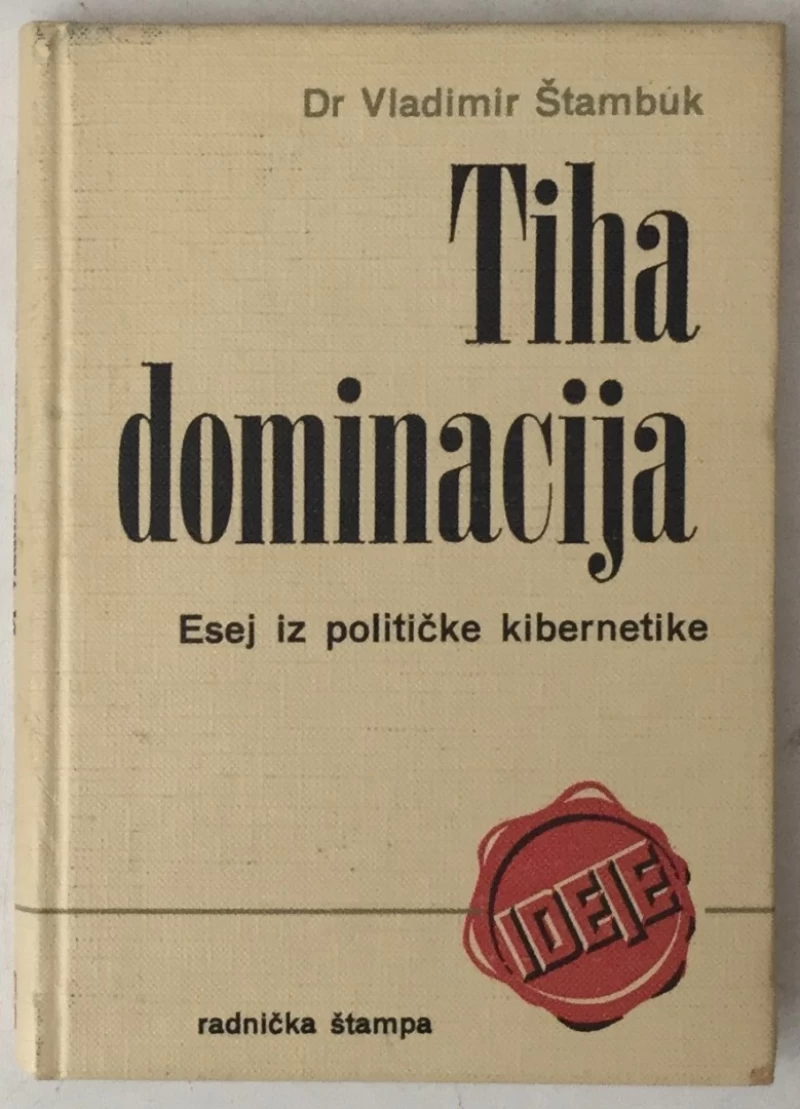 Dr Vladimir Štambuk
Tiha
dominacija
Esej iz političke kibernetike
IDEJE
radnička štampa